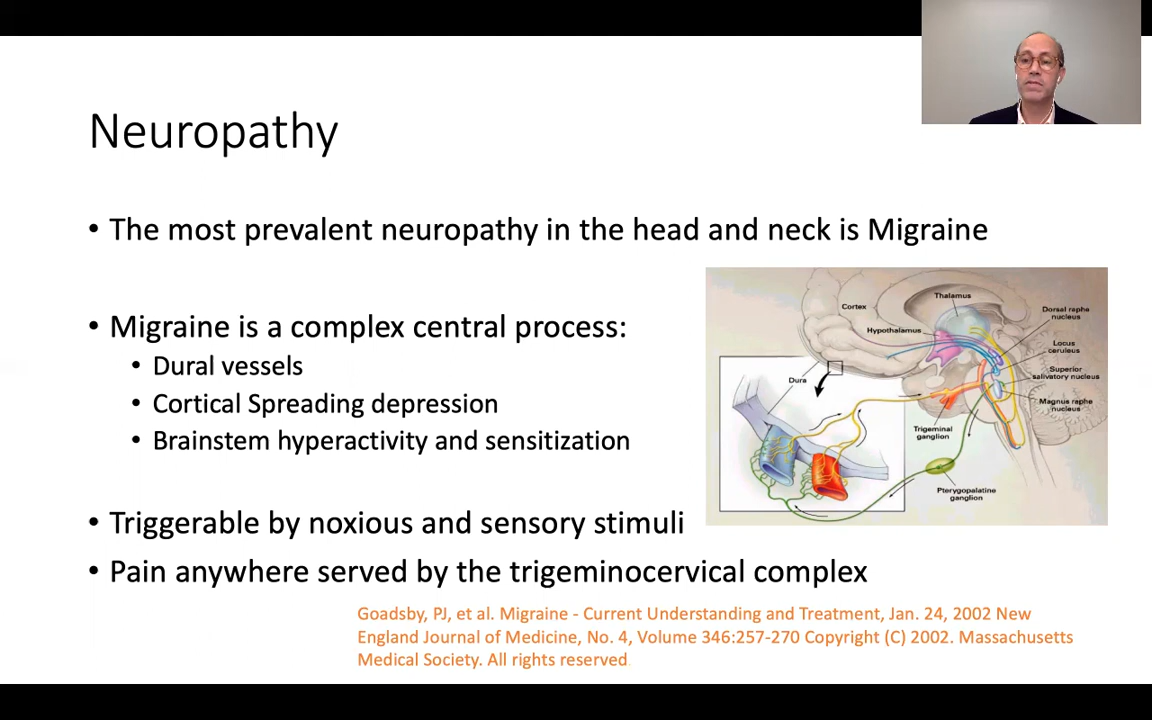 Neuropathy
• The most prevalent neuropathy in the head and neck is Migraine
• Migraine is a complex central process:
• Dural vessels
• Cortical Spreading depression
• Brainstem hyperactivity and sensitization
• Triggerable by noxious and sensory stimuli
• Pain anywhere served by the trigeminocervical complex
Cortex
Thalamus
Hypothalamus
Dorsal raphe
nucleus
Locus
ceruleus
Superior
salivatory nucleus
Magnus raphe
nucleus
Dura
Trigeminal
ganglion
Pterygopalatine
ganglion
Goadsby, PJ, et al. Migraine - Current Understanding and Treatment, Jan. 24, 2002 New
England Journal of Medicine, No. 4, Volume 346:257-270 Copyright (C) 2002. Massachusetts
Medical Society. All rights reserved